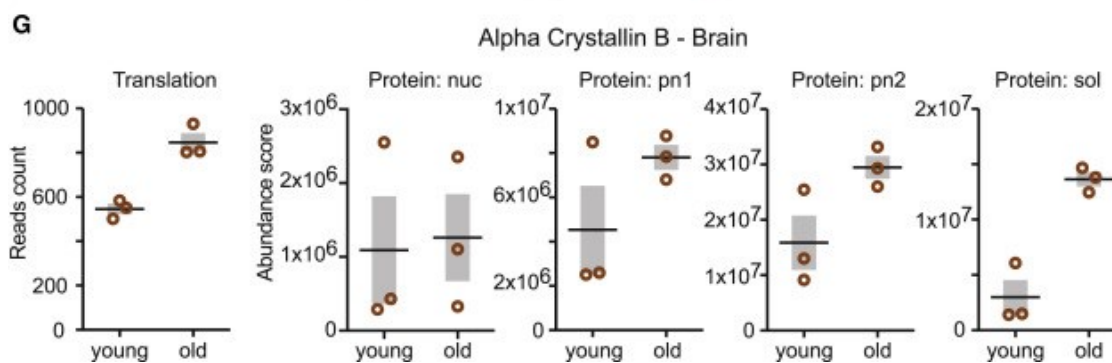 G
Alpha Crystallin B - Brain
Translation
Protein: nuc
Protein: pn1
Protein: pn2
Protein: sol
Reads count
1000
600
200
0
young old
Abundance score
3x10⁶
2x10⁶
1x10⁶
0
young old
1x10⁷
6x10⁶
2x10⁶
0
young old
4x10⁷
3x10⁷
2x10⁷
1x10⁷
0
young old
2x10⁷
1x10⁷
0
young old